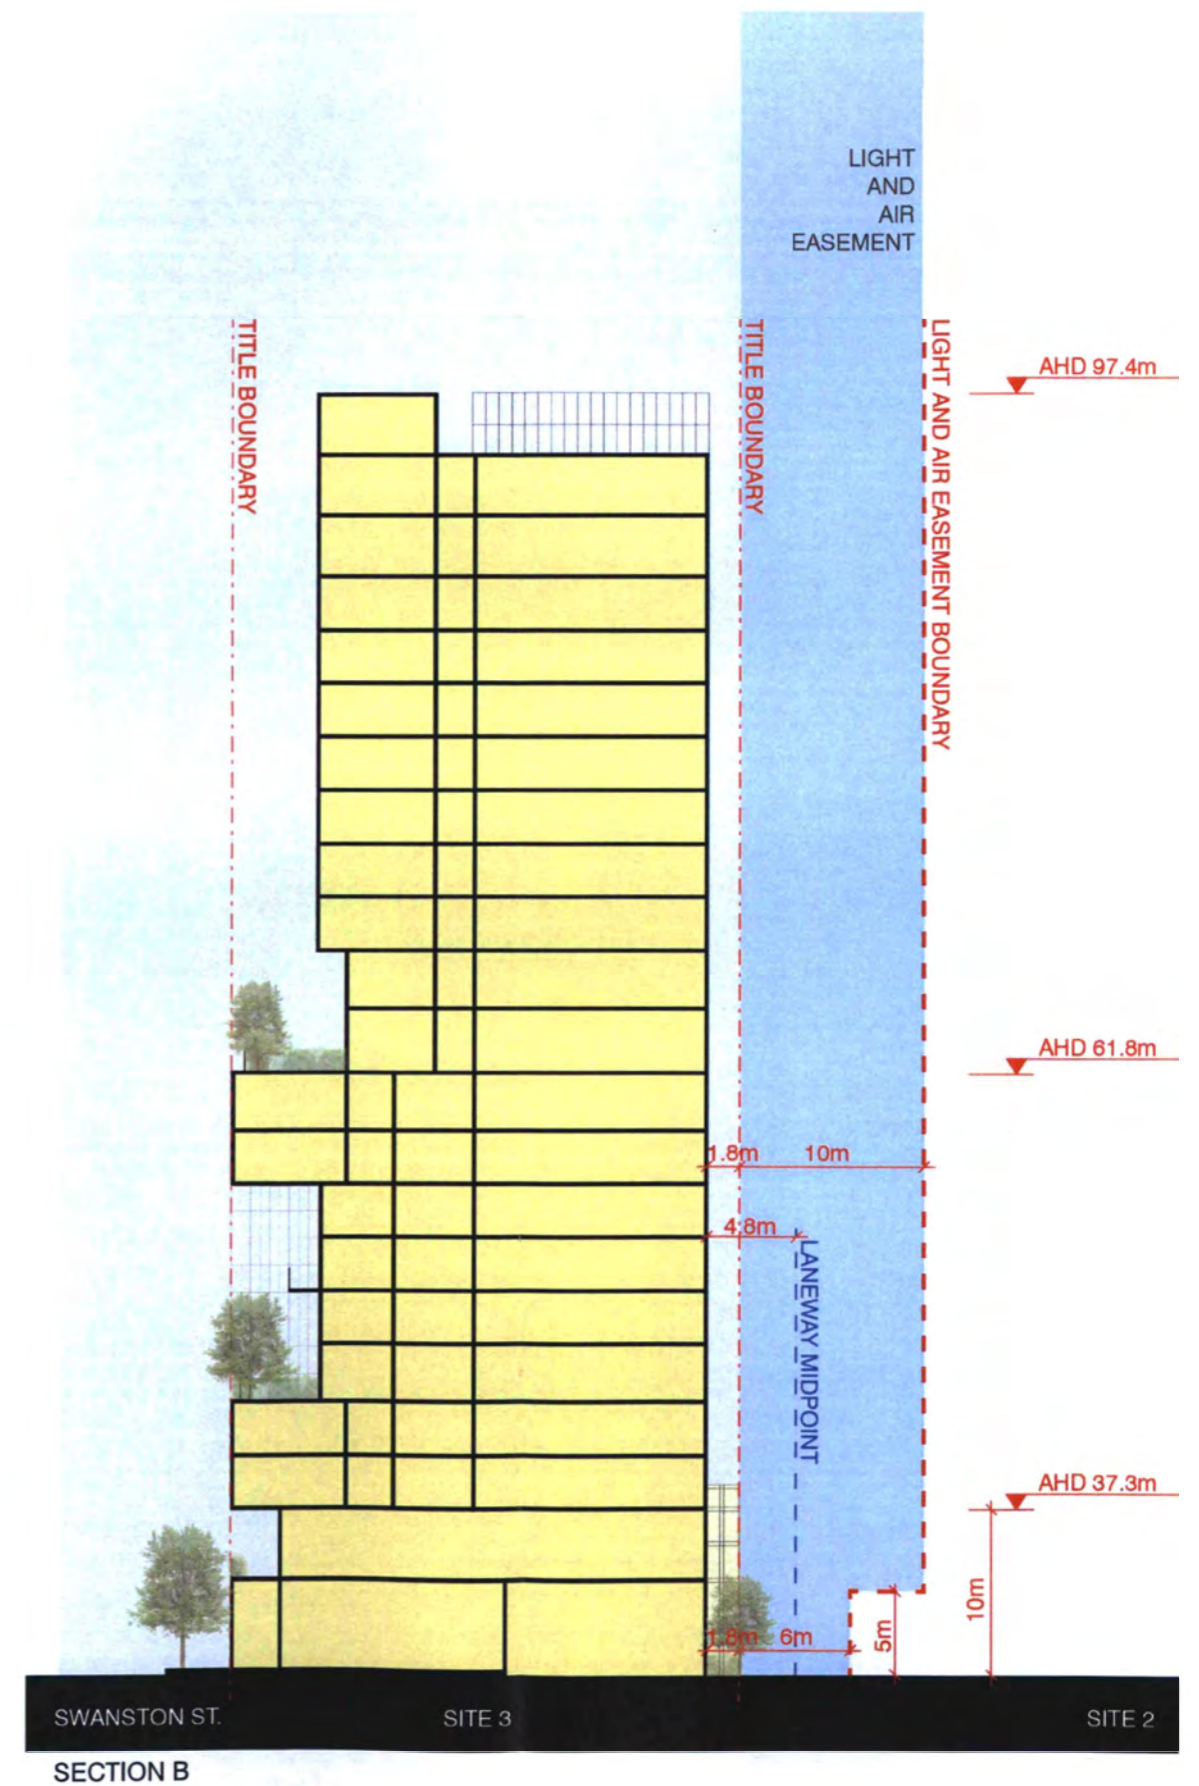 LIGHT
AND
AIR
EASEMENT
TITLE BOUNDARY
TITLE BOUNDARY
LIGHT AND AIR EASEMENT BOUNDARY
AHD 97.4m
AHD 61.8m
1.8m
10m
4.8m
LANEWAY MIDPOINT
AHD 37.3m
10m
5m
1.8m
6m
SWANSTON ST.
SITE 3
SITE 2
SECTION B